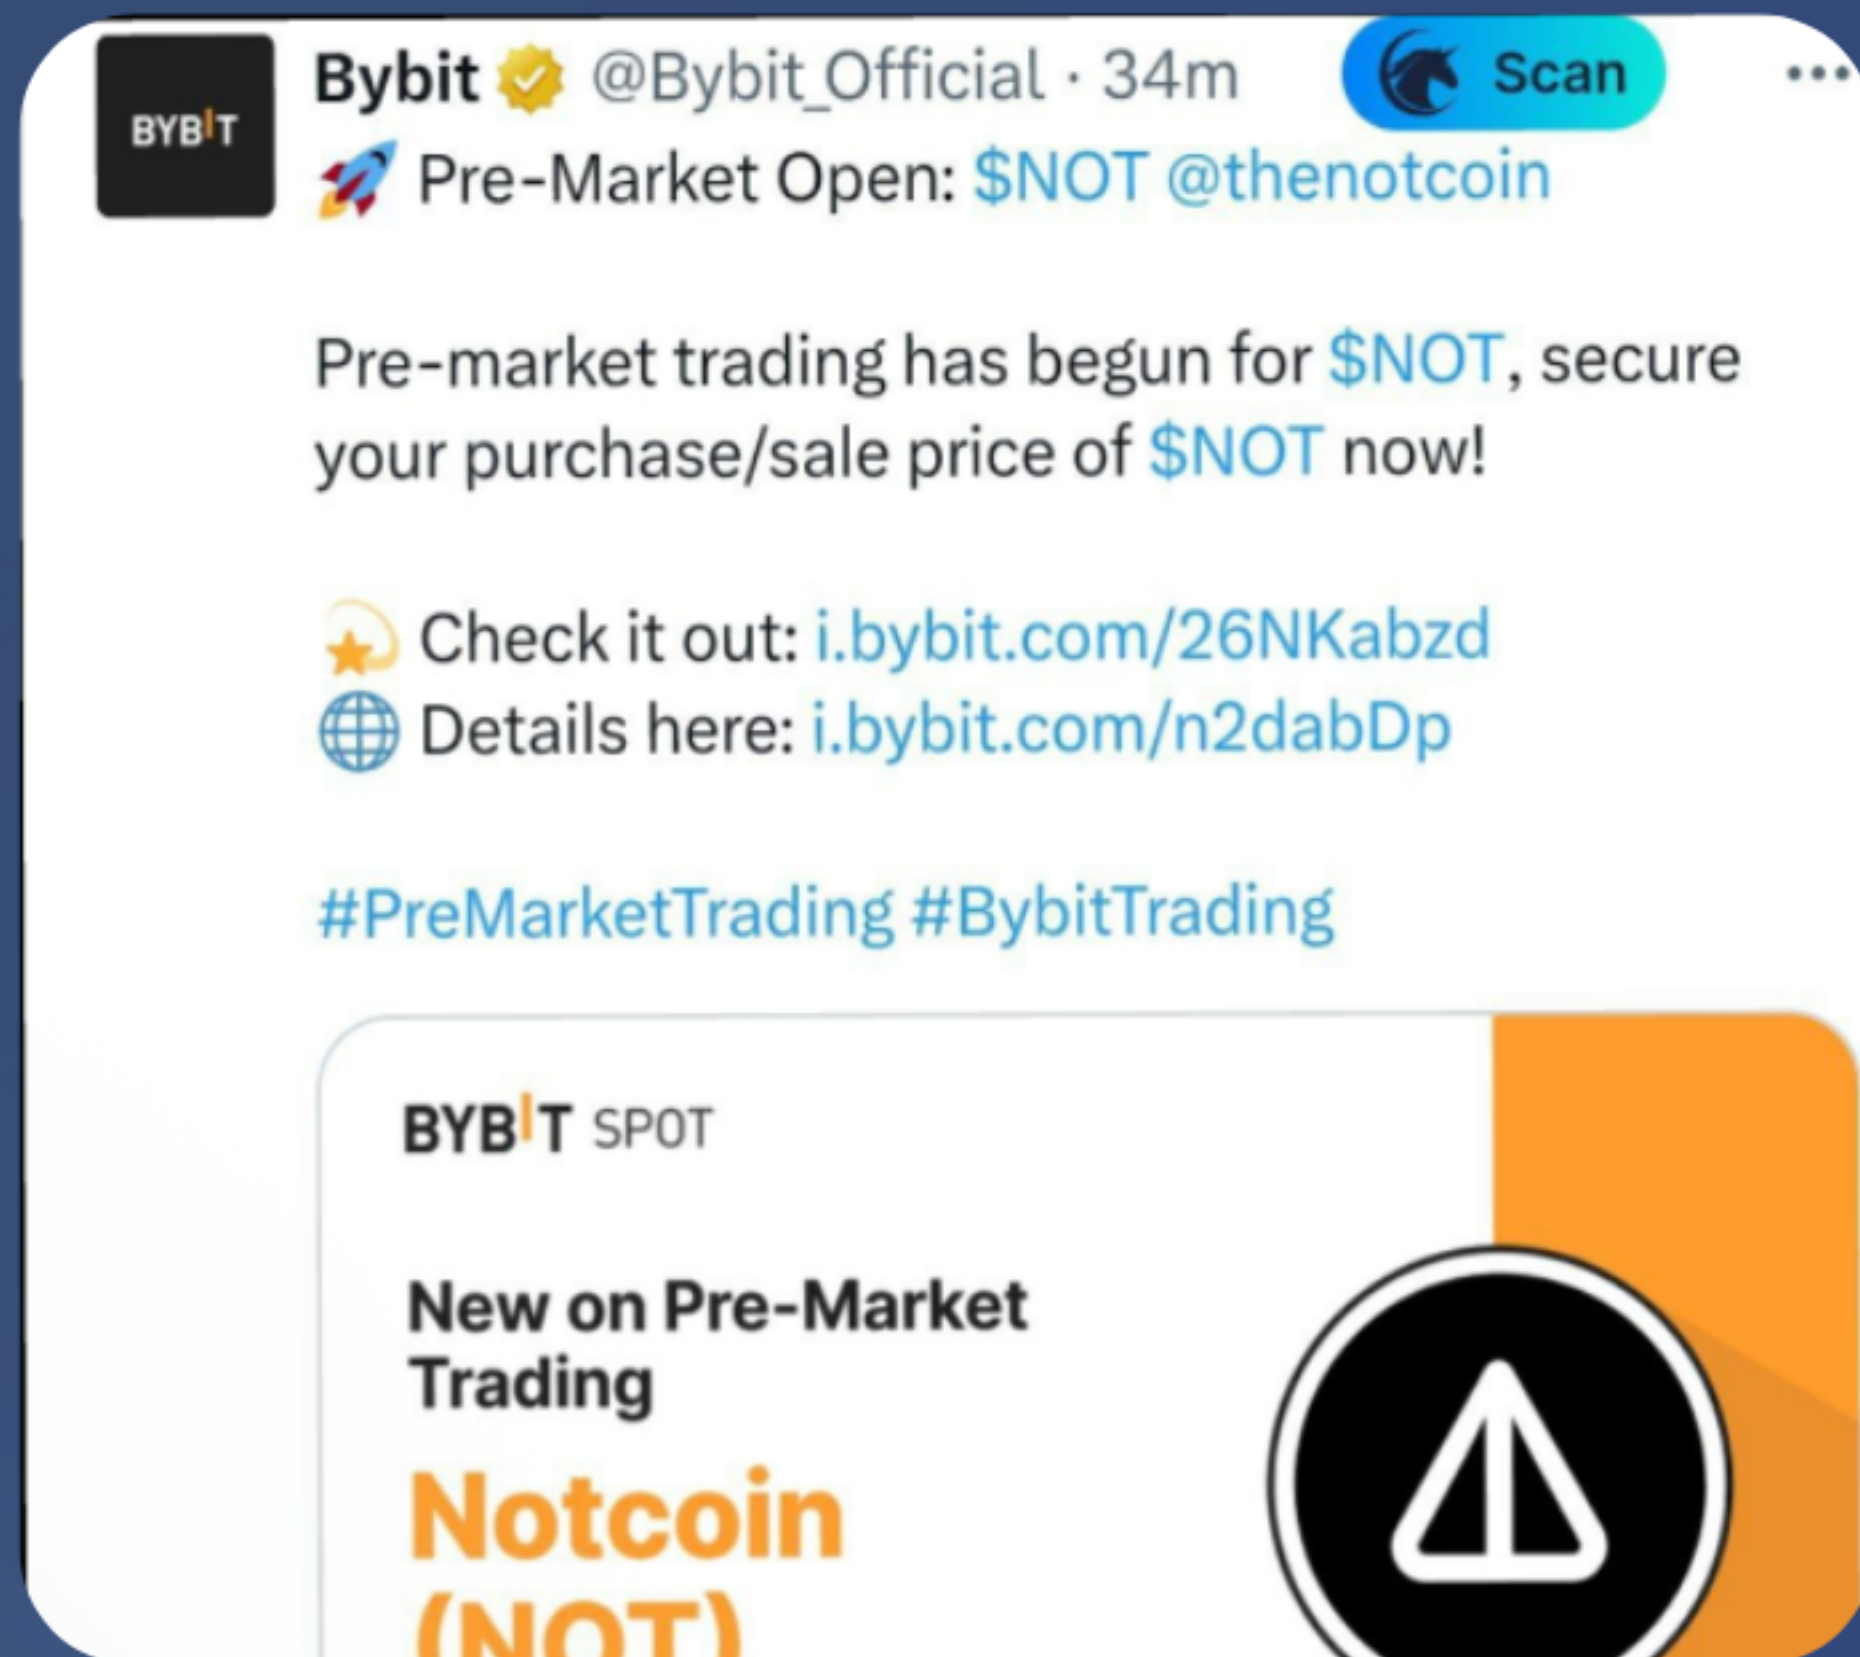 Bybit @Bybit_Official · 34m Scan
BYBIT
🚀 Pre-Market Open: $NOT @thenotcoin
Pre-market trading has begun for $NOT, secure
your purchase/sale price of $NOT now!
💫 Check it out: i.bybit.com/26NKabzd
🌐 Details here: i.bybit.com/n2dabDp
#PreMarketTrading #BybitTrading
BYBIT SPOT
New on Pre-Market
Trading
Notcoin
(NOT)